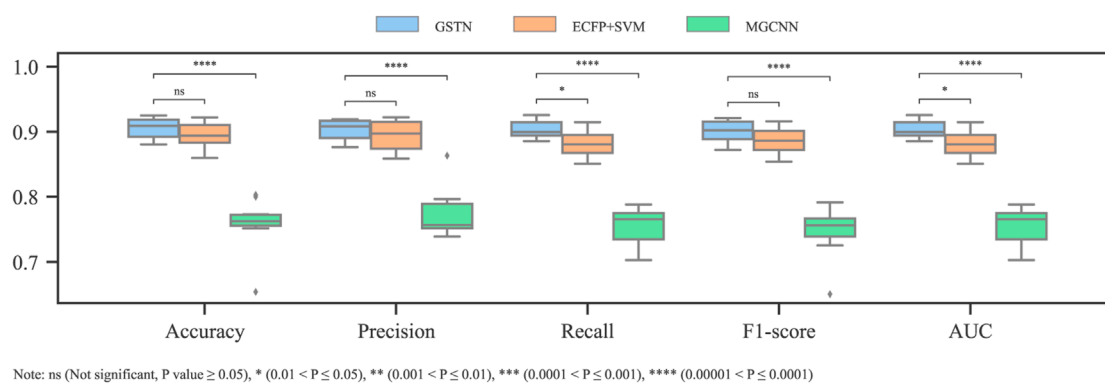 GSTN ECFP+SVM MGCNN
1.0
0.9
0.8
0.7
**** **** **** **** ****
ns ns * ns *
Accuracy Precision Recall F1-score AUC
Note: ns (Not significant, P value ≥ 0.05), * (0.01 < P ≤ 0.05), ** (0.001 < P ≤ 0.01), *** (0.0001 < P ≤ 0.001), **** (0.00001 < P ≤ 0.0001)